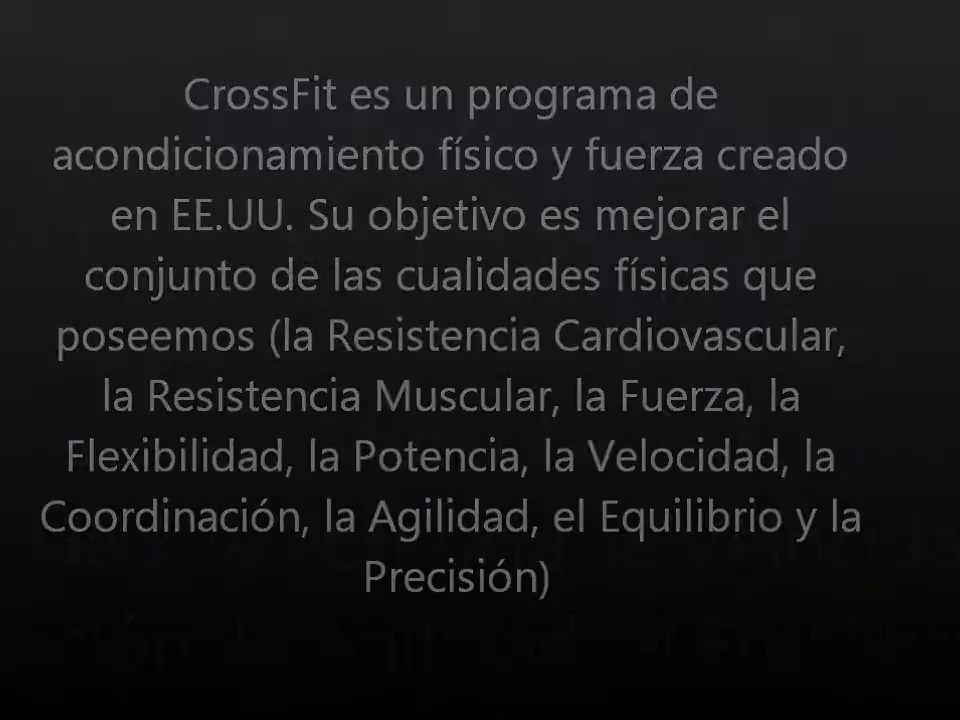 CrossFit es un programa de
acondicionamiento físico y fuerza creado
en EE.UU. Su objetivo es mejorar el
conjunto de las cualidades físicas que
poseemos (la Resistencia Cardiovascular,
la Resistencia Muscular, la Fuerza, la
Flexibilidad, la Potencia, la Velocidad, la
Coordinación, la Agilidad, el Equilibrio y la
Precisión)